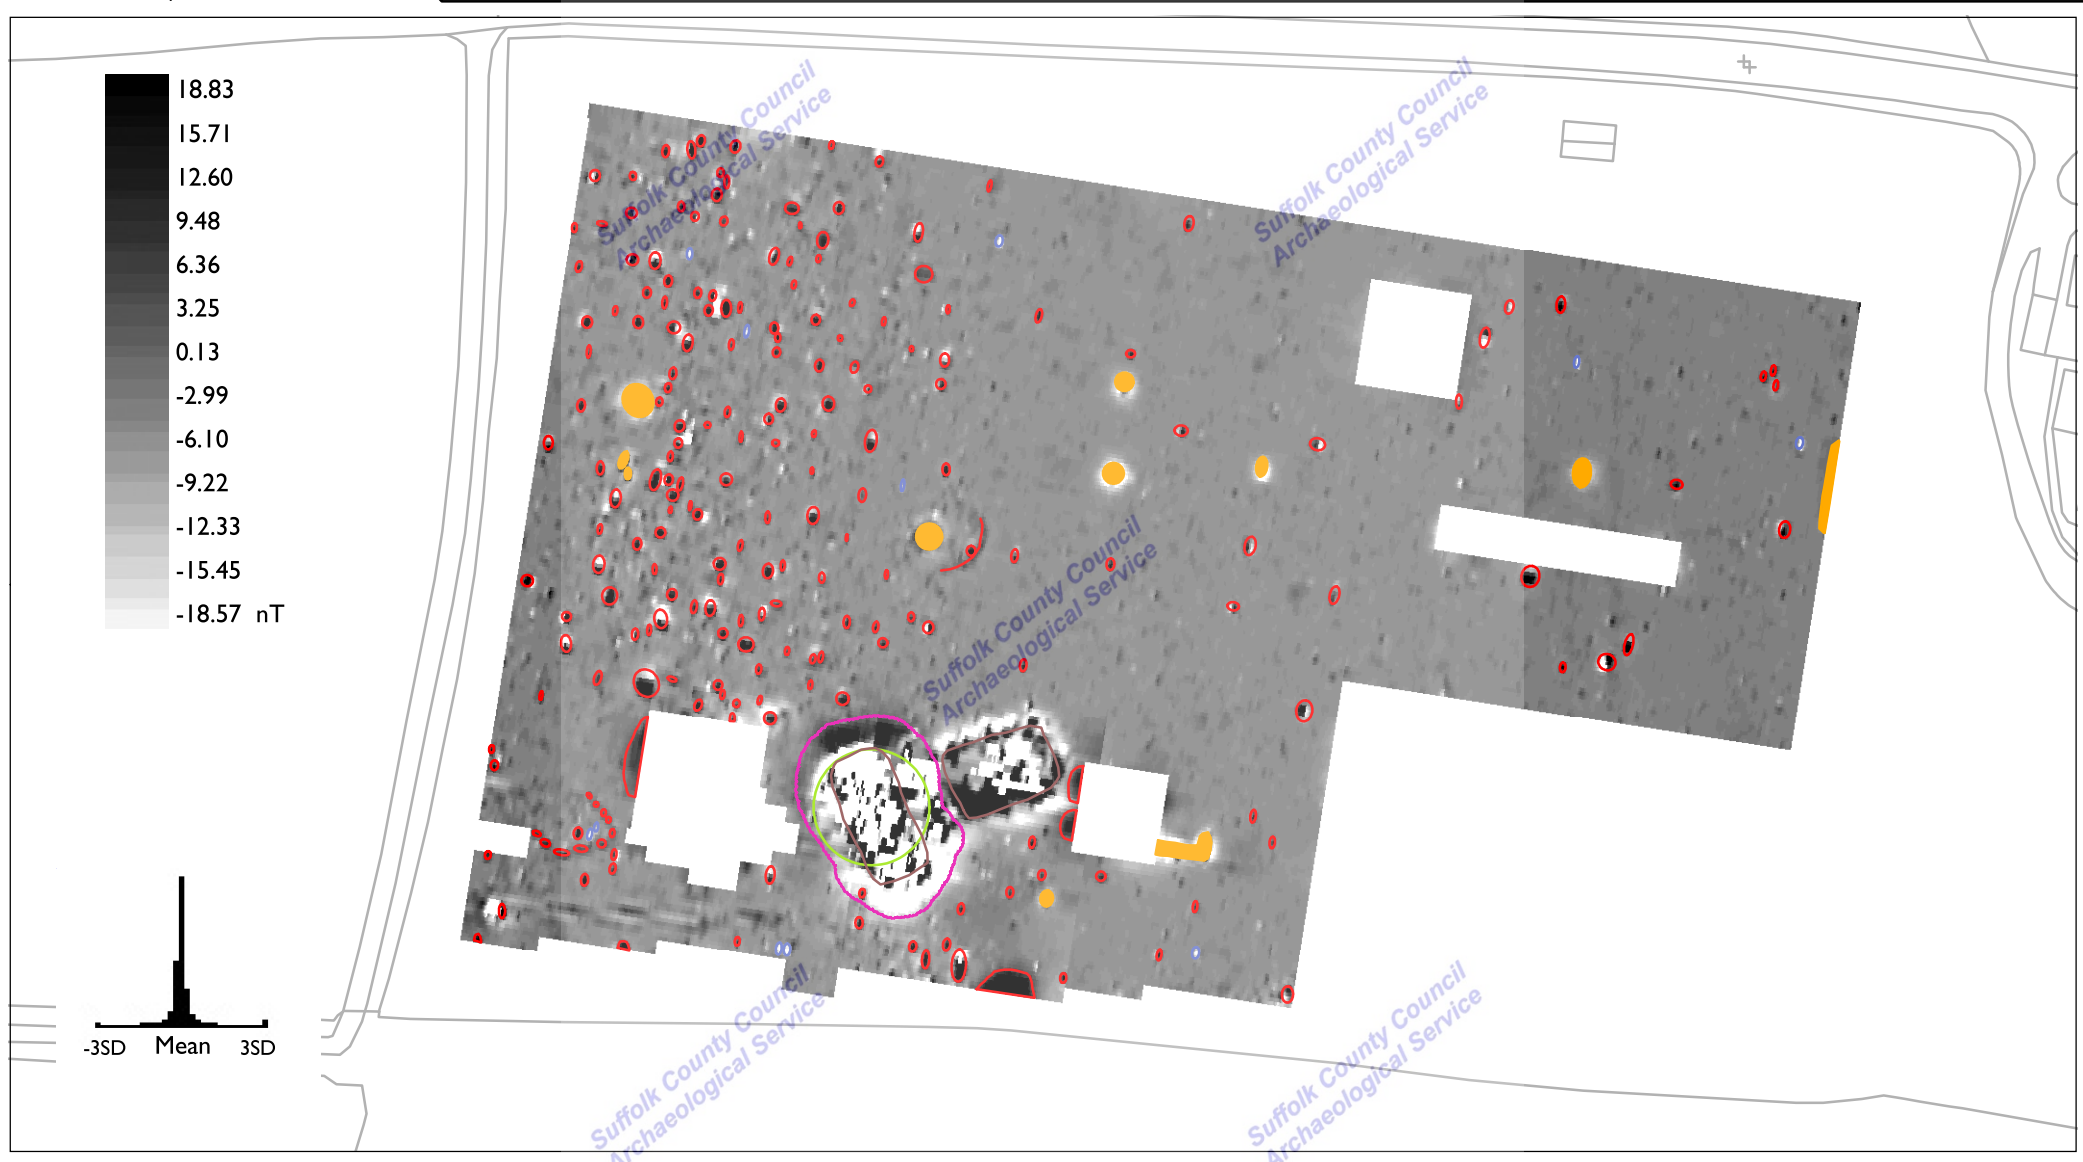 18.83
15.71
12.60
9.48
6.36
3.25
0.13
-2.99
-6.10
-9.22
-12.33
-15.45
-18.57 nT
-3SD Mean 3SD
Suffolk County Council
Archaeological Service
Suffolk County Council
Archaeological Service
Suffolk County Council
Archaeological Service
Suffolk County Council
Archaeological Service
Suffolk County Council
Archaeological Service